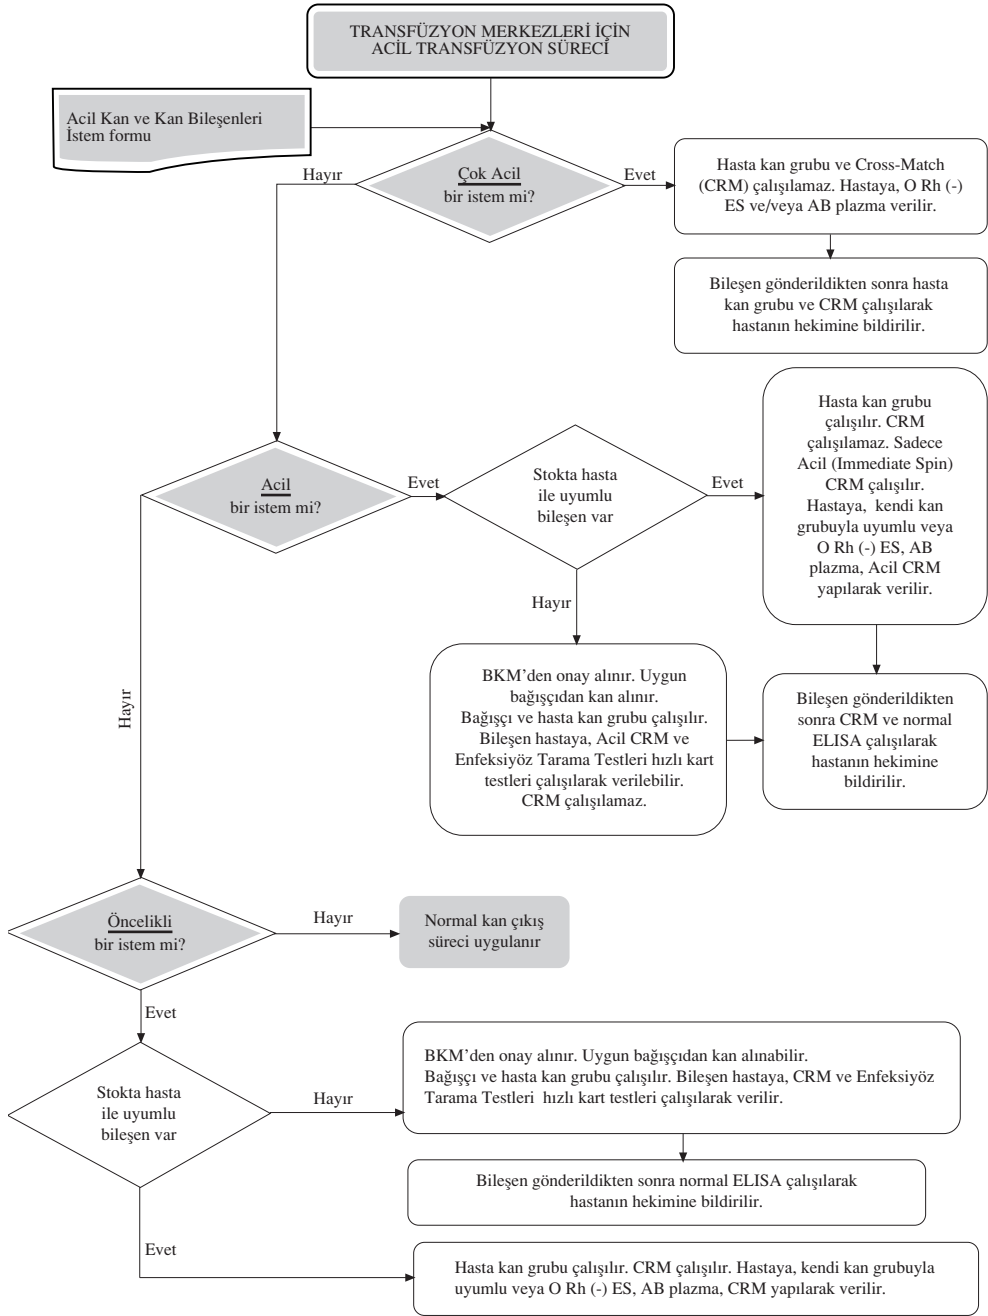 TRANSFÜZYON MERKEZLERİ İÇİN
ACİL TRANSFÜZYON SÜRECİ
Acil Kan ve Kan Bileşenleri
İstem formu
Hayır
Çok Acil
bir istem mi?
Evet
Hasta kan grubu ve Cross-Match
(CRM) çalışılamaz. Hastaya, O Rh (-)
ES ve/veya AB plazma verilir.
Bileşen gönderildikten sonra hasta
kan grubu ve CRM çalışılarak
hastanın hekimine bildirilir.
Acil
bir istem mi?
Evet
Stokta hasta
ile uyumlu
bileşen var
Evet
Hasta kan grubu
çalışılır. CRM
çalışılamaz. Sadece
Acil (Immediate Spin)
CRM çalışılır.
Hastaya, kendi kan
grubuyla uyumlu veya
O Rh (-) ES, AB
plazma, Acil CRM
yapılarak verilir.
Hayır
Hayır
BKM’den onay alınır. Uygun
bağışçıdan kan alınır.
Bağışçı ve hasta kan grubu çalışılır.
Bileşen hastaya, Acil CRM ve
Enfeksiyöz Tarama Testleri hızlı kart
testleri çalışılarak verilebilir.
CRM çalışılamaz.
Bileşen gönderildikten
sonra CRM ve normal
ELISA çalışılarak
hastanın hekimine
bildirilir.
Öncelikli
bir istem mi?
Hayır
Normal kan çıkış
süreci uygulanır
Evet
Stokta hasta
ile uyumlu
bileşen var
Hayır
BKM’den onay alınır. Uygun bağışçıdan kan alınabilir.
Bağışçı ve hasta kan grubu çalışılır. Bileşen hastaya, CRM ve Enfeksiyöz
Tarama Testleri hızlı kart testleri çalışılarak verilir.
Bileşen gönderildikten sonra normal ELISA çalışılarak
hastanın hekimine bildirilir.
Evet
Hasta kan grubu çalışılır. CRM çalışılır. Hastaya, kendi kan grubuyla
uyumlu veya O Rh (-) ES, AB plazma, CRM yapılarak verilir.